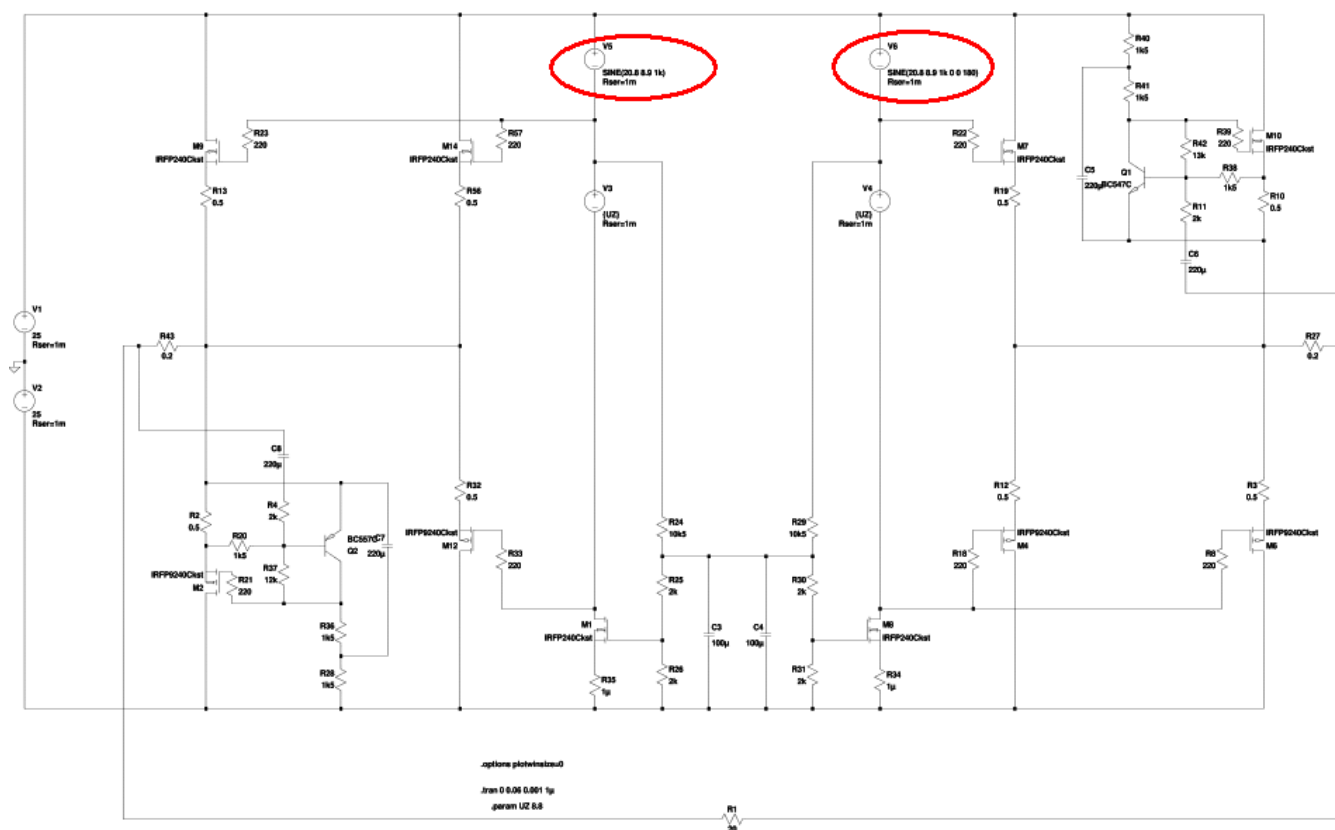 V5
SINE(20.8 8.9 1k)
Rser=1m
V6
SINE(20.8 8.9 1k 0 0 180)
Rser=1m
R40
1k5
R41
1k5
M9
IRFP240Ckst
R23
220
M14
IRFP240Ckst
R57
220
R22
220
M7
IRFP240Ckst
R42
13k
R39
220
M10
IRFP240Ckst
C5
220µ
Q1
BC547C
R38
1k5
R13
0.5
R56
0.5
V3
{UZ}
Rser=1m
V4
{UZ}
Rser=1m
R19
0.5
R11
2k
R10
0.5
C6
220µ
V1
25
Rser=1m
R43
0.2
R27
0.2
V2
25
Rser=1m
C8
220µ
R2
0.5
R4
2k
R20
1k5
BC557C
Q2
C7
220µ
R32
0.5
R24
10k5
R29
10k5
R12
0.5
R3
0.5
IRFP9240Ckst
M2
R21
220
R37
12k
IRFP9240Ckst
M12
R33
220
IRFP9240Ckst
M4
R18
220
IRFP9240Ckst
M6
R8
220
R36
1k5
R28
1k5
M1
IRFP240Ckst
R25
2k
R30
2k
C3
100µ
C4
100µ
M8
IRFP240Ckst
R35
1µ
R26
2k
R31
2k
R34
1µ
.options plotwinsize=0
.tran 0 0.06 0.001 1µ
.param UZ 8.8
R1